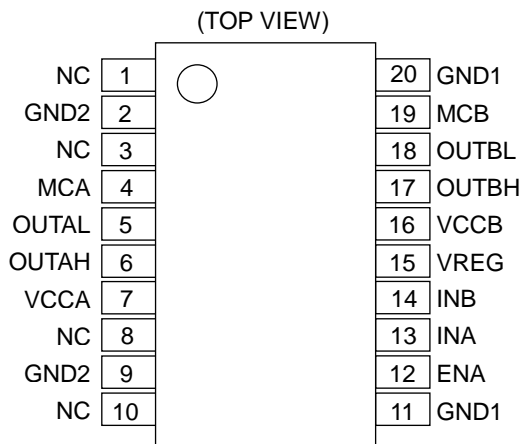 (TOP VIEW)
NC 1 20 GND1
GND2 2 19 MCB
NC 3 18 OUTBL
MCA 4 17 OUTBH
OUTAL 5 16 VCCB
OUTAH 6 15 VREG
VCCA 7 14 INB
NC 8 13 INA
GND2 9 12 ENA
NC 10 11 GND1